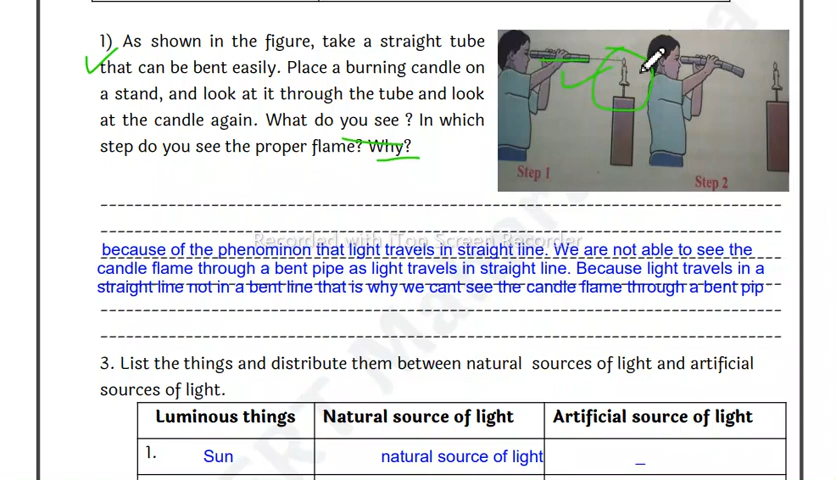 1) As shown in the figure, take a straight tube
that can be bent easily. Place a burning candle on
a stand, and look at it through the tube and look
at the candle again. What do you see ? In which
step do you see the proper flame? Why?
Step 1
Step 2
Recorded with iTop Screen Recorder
because of the phenominon that light travels in straight line. We are not able to see the
candle flame through a bent pipe as light travels in straight line. Because light travels in a
straight line not in a bent line that is why we cant see the candle flame through a bent pip
3. List the things and distribute them between natural sources of light and artificial
sources of light.
Luminous things Natural source of light Artificial source of light
1. Sun natural source of light _